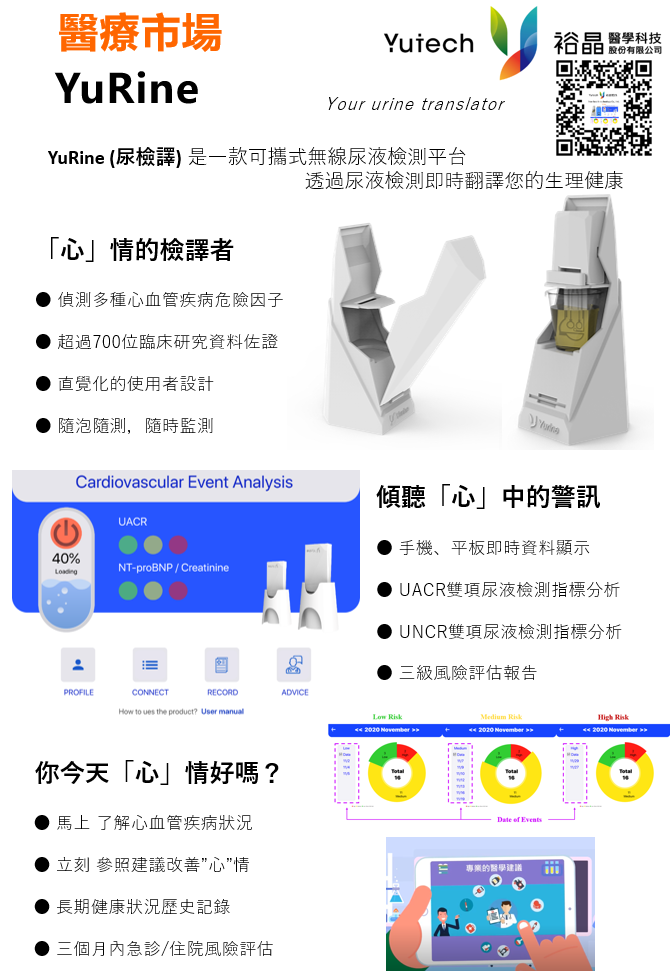 醫療市場
YuRine
Yutech
裕晶 醫學科技
股份有限公司
Your urine translator
YuRine (尿檢譯) 是一款可攜式無線尿液檢測平台
透過尿液檢測即時翻譯您的生理健康
「心」情的檢譯者
● 偵測多種心血管疾病危險因子
● 超過700位臨床研究資料佐證
● 直覺化的使用者設計
● 隨泡隨測，隨時監測
Yurine
Cardiovascular Event Analysis
40%
Loading
UACR
NT-proBNP / Creatinine
PROFILE
CONNECT
RECORD
ADVICE
How to ues the product? User manual
傾聽「心」中的警訊
● 手機、平板即時資料顯示
● UACR雙項尿液檢測指標分析
● UNCR雙項尿液檢測指標分析
● 三級風險評估報告
Low Risk
Medium Risk
High Risk
<< 2020 November >>
<< 2020 November >>
<< 2020 November >>
Low
Date
Medium
Date
High
Date
Total
16
Total
16
Total
16
Date of Events
你今天「心」情好嗎？
● 馬上 了解心血管疾病狀況
● 立刻 參照建議改善”心”情
● 長期健康狀況歷史記錄
● 三個月內急診/住院風險評估
專業的醫學建議